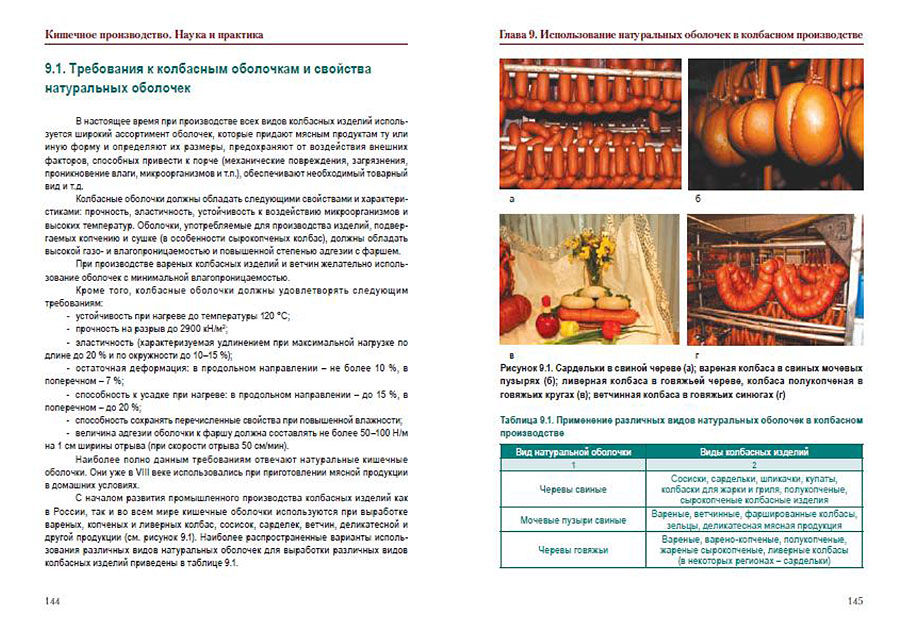 Кишечное производство. Наука и практика
9.1. Требования к колбасным оболочкам и свойства
натуральных оболочек
В настоящее время при производстве всех видов колбасных изделий исполь-
зуется широкий ассортимент оболочек, которые придают мясным продуктам ту или
иную форму и определяют их размеры, предохраняют от воздействия внешних
факторов, способных привести к порче (механические повреждения, загрязнения,
проникновение влаги, микроорганизмов и т.п.), обеспечивают необходимый товарный
вид и т.д.
Колбасные оболочки должны обладать следующими свойствами и характери-
стиками: прочность, эластичность, устойчивость к воздействию микроорганизмов и
высоких температур. Оболочки, употребляемые для производства изделий, подвер-
гаемых копчению и сушке (в особенности сырокопченых колбас), должны обладать
высокой газо- и влагопроницаемостью и повышенной степенью адгезии с фаршем.
При производстве вареных колбасных изделий и ветчин желательно исполь-
зование оболочек с минимальной влагопроницаемостью.
Кроме того, колбасные оболочки должны удовлетворять следующим
требованиям:
- устойчивость при нагреве до температуры 120 °С;
- прочность на разрыв до 2900 кН/м²;
- эластичность (характеризуемая удлинением при максимальной нагрузке по
длине до 20 % и по окружности до 10–15 %);
- остаточная деформация: в продольном направлении – не более 10 %, в
поперечном – 7 %;
- способность к усадке при нагреве: в продольном направлении – до 15 %, в
поперечном – до 20 %;
- способность сохранять перечисленные свойства при повышенной влажности;
- величина адгезии оболочки к фаршу должна составлять не более 50–100 Н/м
на 1 см ширины отрыва (при скорости отрыва 50 см/мин).
Наиболее полно данным требованиям отвечают натуральные кишечные
оболочки. Они уже в VIII веке использовались при приготовлении мясной продукции
в домашних условиях.
С началом развития промышленного производства колбасных изделий как
в России, так и во всем мире кишечные оболочки используются при выработке
вареных, копченых и ливерных колбас, сосисок, сарделек, ветчин, деликатесной и
другой продукции (см. рисунок 9.1). Наиболее распространенные варианты исполь-
зования различных видов натуральных оболочек для выработки различных видов
колбасных изделий приведены в таблице 9.1.
144
Глава 9. Использование натуральных оболочек в колбасном производстве
а
б
в
г
Рисунок 9.1. Сардельки в свиной череве (а); вареная колбаса в свиных мочевых
пузырях (б); ливерная колбаса в говяжьей череве, колбаса полукопченая в
говяжьих кругах (в); ветчинная колбаса в говяжьих синюгах (г)
Таблица 9.1. Применение различных видов натуральных оболочек в колбасном
производстве
Вид натуральной оболочки
Виды колбасных изделий
1
2
Черевы свиные
Сосиски, сардельки, шпикачки, купаты,
колбаски для жарки и гриля, полукопченые,
сырокопченые колбасные изделия
Мочевые пузыри свиные
Вареные, ветчинные, фаршированные колбасы,
зельцы, деликатесная мясная продукция
Черевы говяжьи
Вареные, варено-копченые, полукопченые,
жареные сырокопченые, ливерные колбасы
(в некоторых регионах – сардельки)
145